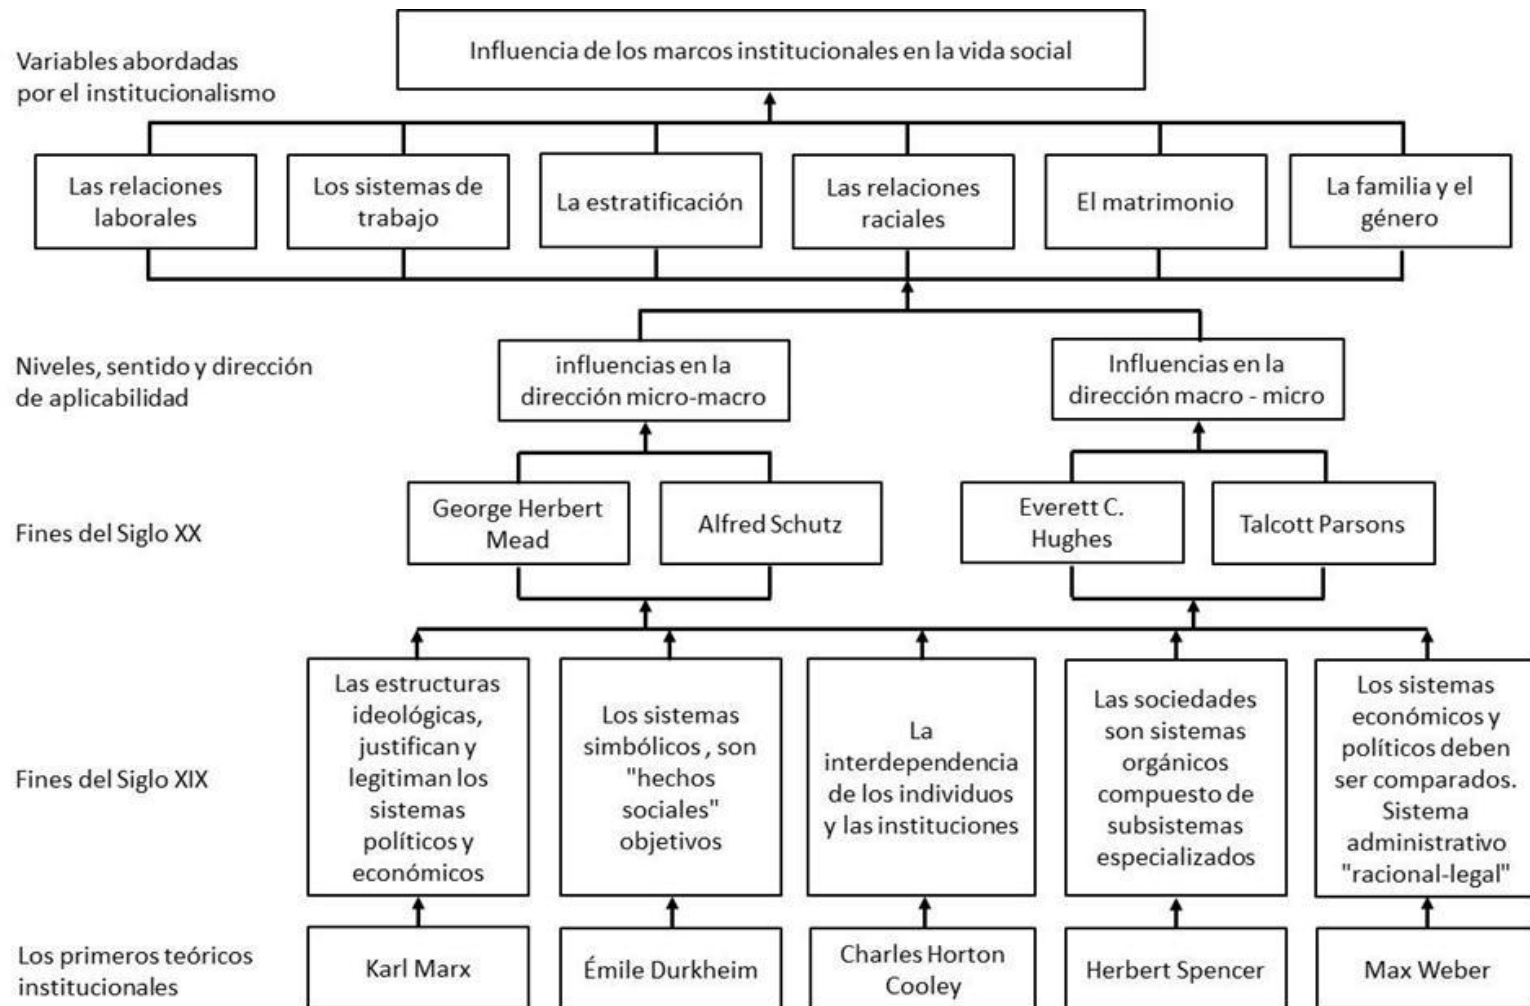 Influencia de los marcos institucionales en la vida social
Variables abordadas
por el institucionalismo
Las relaciones
laborales
Los sistemas de
trabajo
La estratificación
Las relaciones
raciales
El matrimonio
La familia y el
género
Niveles, sentido y dirección
de aplicabilidad
influencias en la
dirección micro-macro
Influencias en la
dirección macro - micro
Fines del Siglo XX
George Herbert
Mead
Alfred Schutz
Everett C.
Hughes
Talcott Parsons
Fines del Siglo XIX
Las estructuras
ideológicas,
justifican y
legitiman los
sistemas
políticos y
económicos
Los sistemas
simbólicos , son
"hechos
sociales"
objetivos
La
interdependencia
de los individuos
y las instituciones
Las sociedades
son sistemas
orgánicos
compuesto de
subsistemas
especializados
Los sistemas
económicos y
políticos deben
ser comparados.
Sistema
administrativo
"racional-legal"
Los primeros teóricos
institucionales
Karl Marx
Émile Durkheim
Charles Horton
Cooley
Herbert Spencer
Max Weber